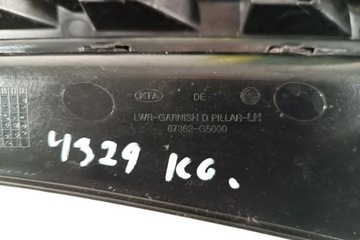 KIA DE
LWR-GARNISH D PILLAR-LH
87362-G5000
4329 KG.